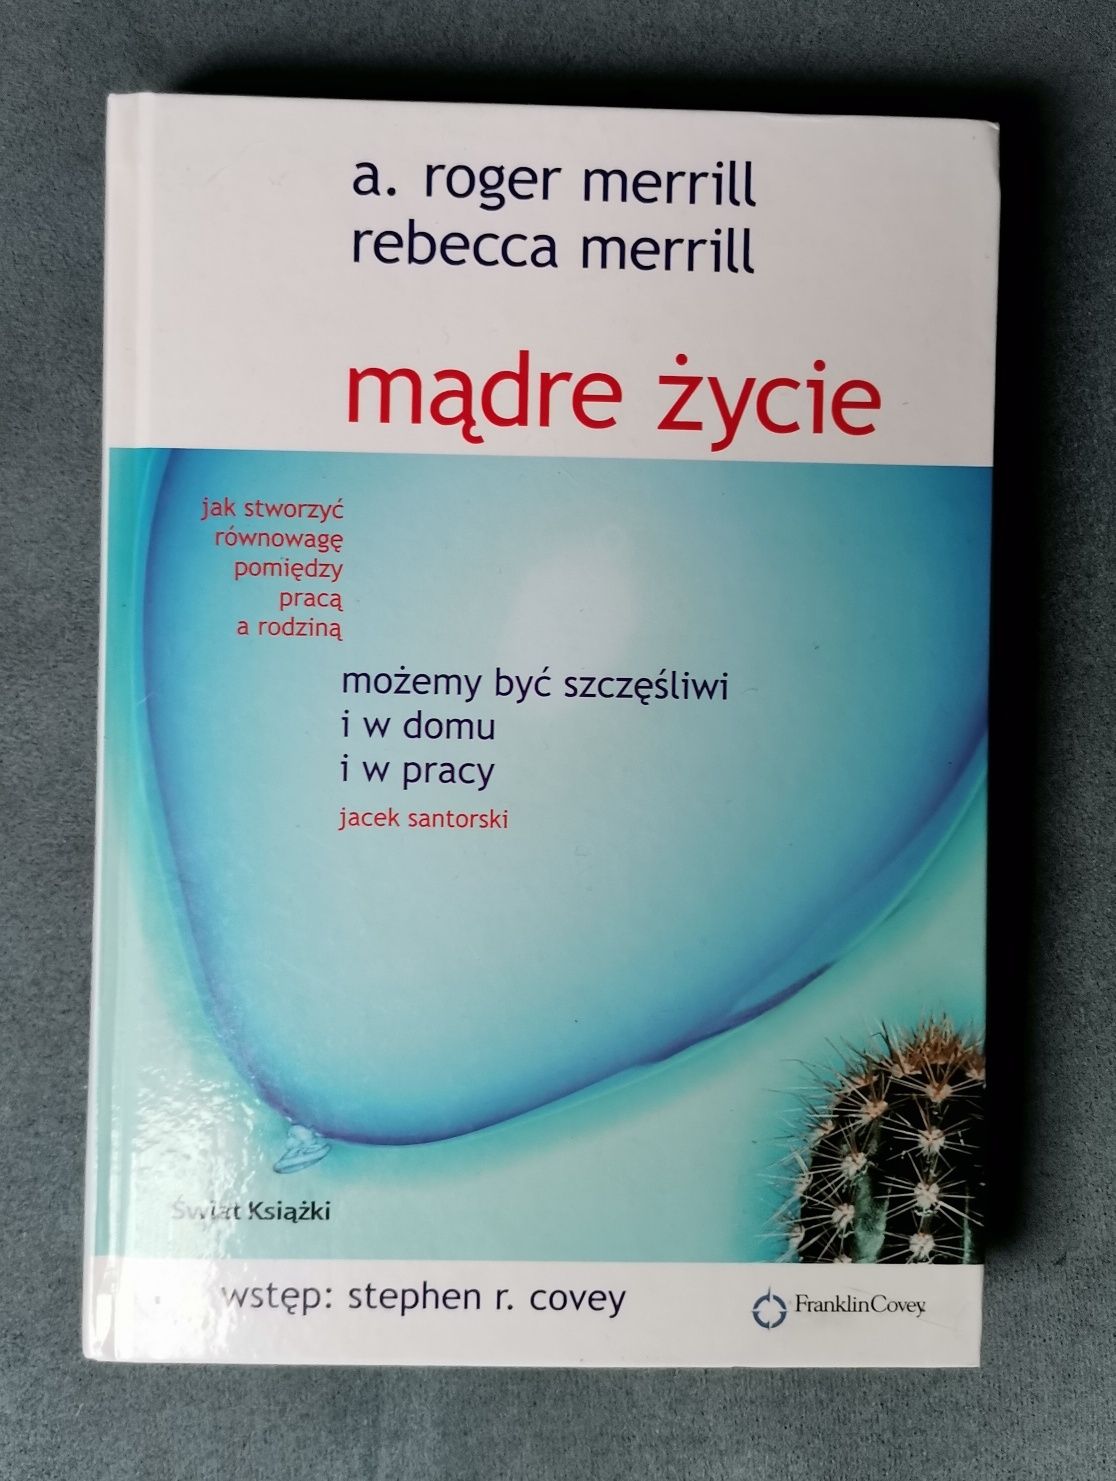 a. roger merrill
rebecca merrill
mądre życie
jak stworzyć
równowagę
pomiędzy
pracą
a rodziną
możemy być szczęśliwi
i w domu
i w pracy
jacek santorski
Świat Książki
wstęp: stephen r. covey
FranklinCovey